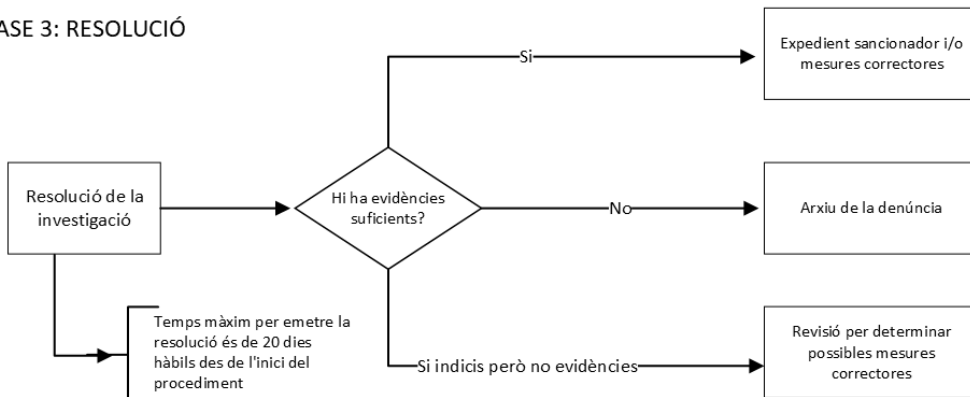 ASE 3: RESOLUCIÓ
Si
Expedient sancionador i/o
mesures correctores
Resolució de la
investigació
Hi ha evidències
suficients?
No
Arxiu de la denúncia
Temps màxim per emetre la
resolució és de 20 dies
hàbils des de l'inici del
procediment
Si indicis però no evidències
Revisió per determinar
possibles mesures
correctores